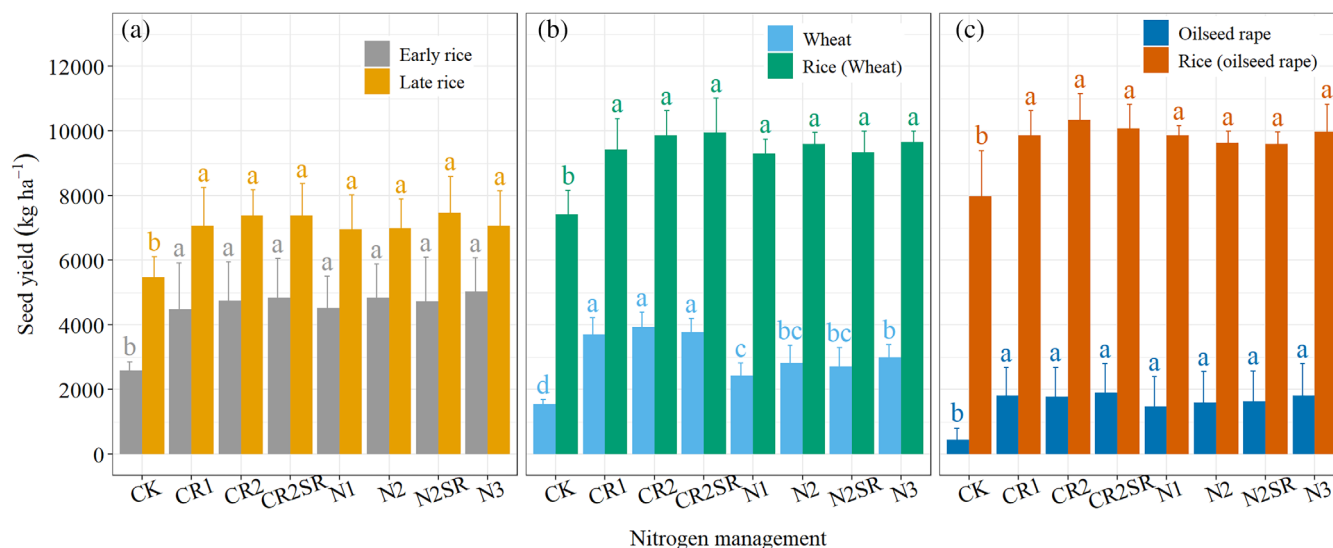 (a)
Early rice
Late rice
(b)
Wheat
Rice (Wheat)
(c)
Oilseed rape
Rice (oilseed rape)
Seed yield (kg ha⁻¹)
12000
10000
8000
6000
4000
2000
0
b a a a a a a a
b a a a a a a a
b a a a a a a a
d a a a c bc bc b
b a a a a a a a
b a a a a a a a
CK CR1 CR2 CR2SR N1 N2 N2SR N3
CK CR1 CR2 CR2SR N1 N2 N2SR N3
CK CR1 CR2 CR2SR N1 N2 N2SR N3
Nitrogen management